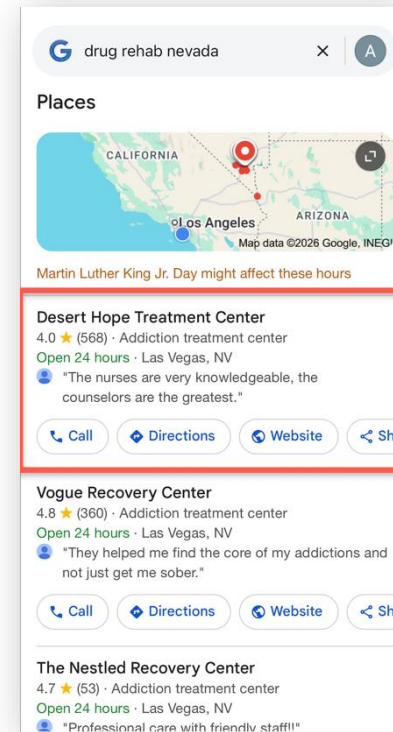 G drug rehab nevada × A
Places
CALIFORNIA
Los Angeles
ARIZONA
Map data ©2026 Google, INEGI
Martin Luther King Jr. Day might affect these hours
Desert Hope Treatment Center
4.0 ★ (568) · Addiction treatment center
Open 24 hours · Las Vegas, NV
"The nurses are very knowledgeable, the
counselors are the greatest."
Call Directions Website Sh
Vogue Recovery Center
4.8 ★ (360) · Addiction treatment center
Open 24 hours · Las Vegas, NV
"They helped me find the core of my addictions and
not just get me sober."
Call Directions Website Sh
The Nestled Recovery Center
4.7 ★ (53) · Addiction treatment center
Open 24 hours · Las Vegas, NV
"Professional care with friendly staff!!"